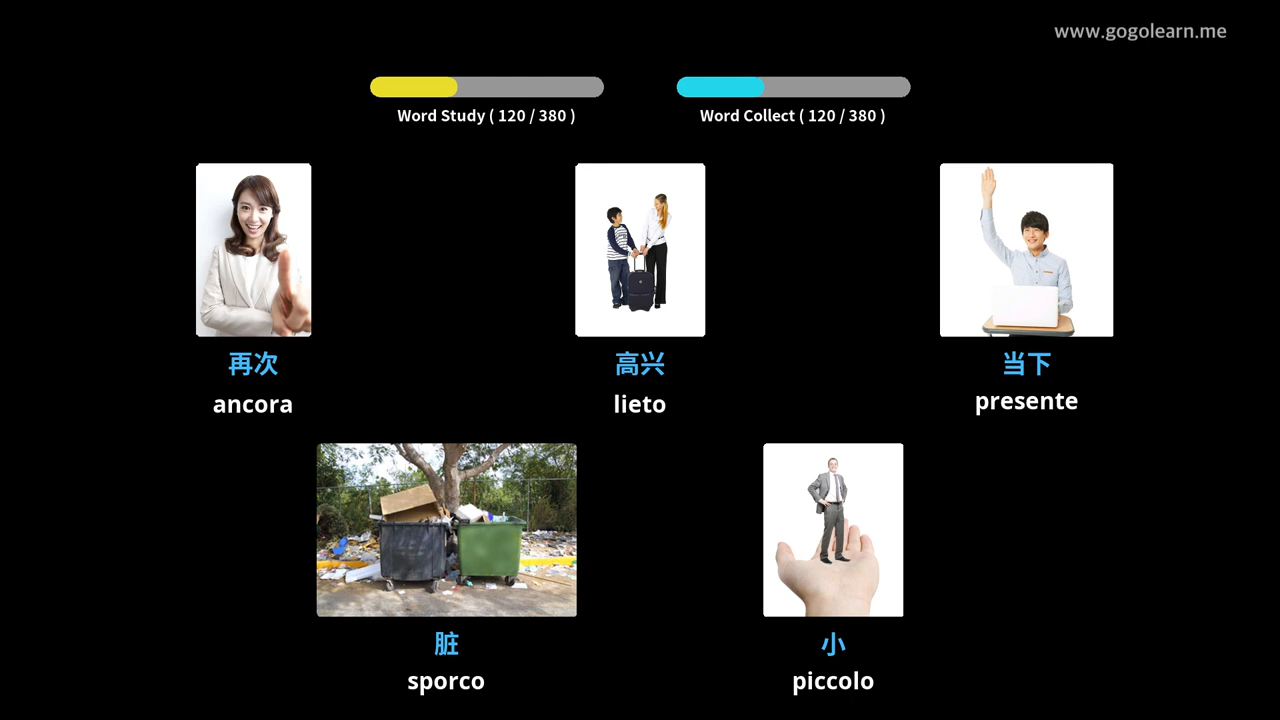 www.gogolearn.me
Word Study ( 120 / 380 )
Word Collect ( 120 / 380 )
再次
ancora
高兴
lieto
当下
presente
脏
sporco
小
piccolo